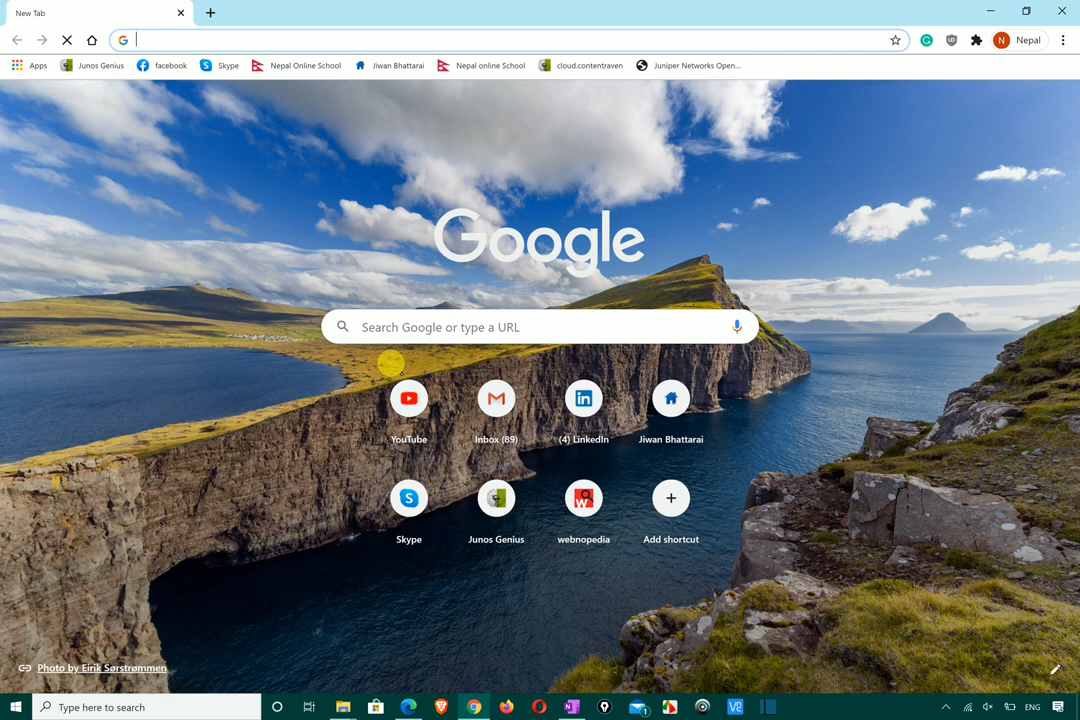 New Tab
N
Nepal
Apps
Junos Genius
facebook
Skype
Nepal Online School
Jiwan Bhattarai
Nepal online School
cloud.contentraven
Juniper Networks Open...
Google
Search Google or type a URL
YouTube
Inbox (89)
(4) LinkedIn
Jiwan Bhattarai
Skype
Junos Genius
webnopedia
Add shortcut
Photo by Eirik Sørstrømmen
Type here to search
ENG